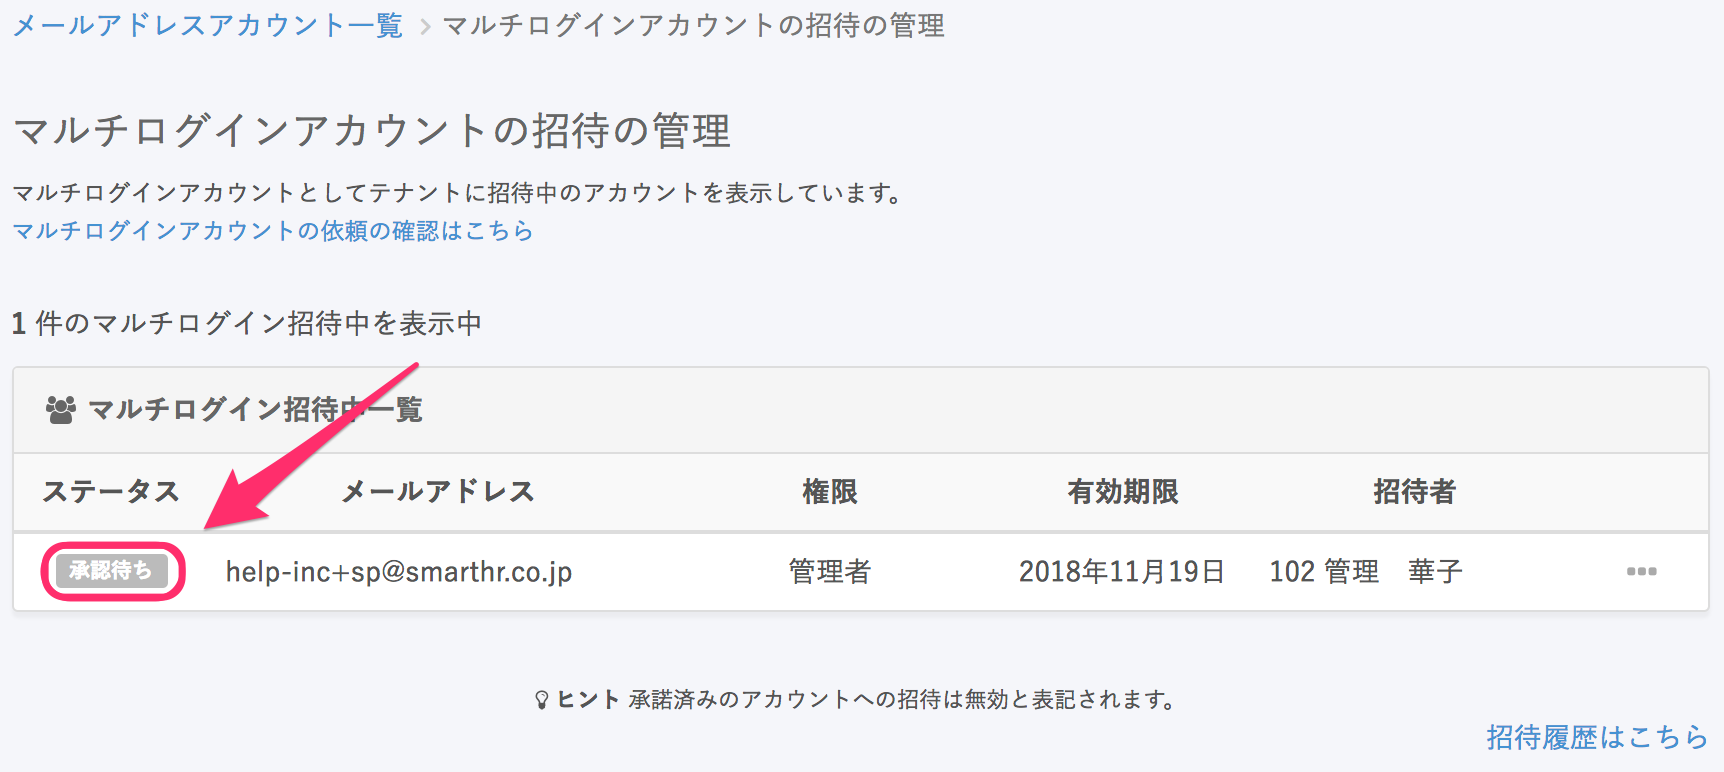 メールアドレスアカウント一覧 > マルチログインアカウントの招待の管理
マルチログインアカウントの招待の管理
マルチログインアカウントとしてテナントに招待中のアカウントを表示しています。
マルチログインアカウントの依頼の確認はこちら
1 件のマルチログイン招待中を表示中
マルチログイン招待中一覧
ステータス メールアドレス 権限 有効期限 招待者
承認待ち help-inc+sp@smarthr.co.jp 管理者 2018年11月19日 102 管理　華子
ヒント 承諾済みのアカウントへの招待は無効と表記されます。
招待履歴はこちら